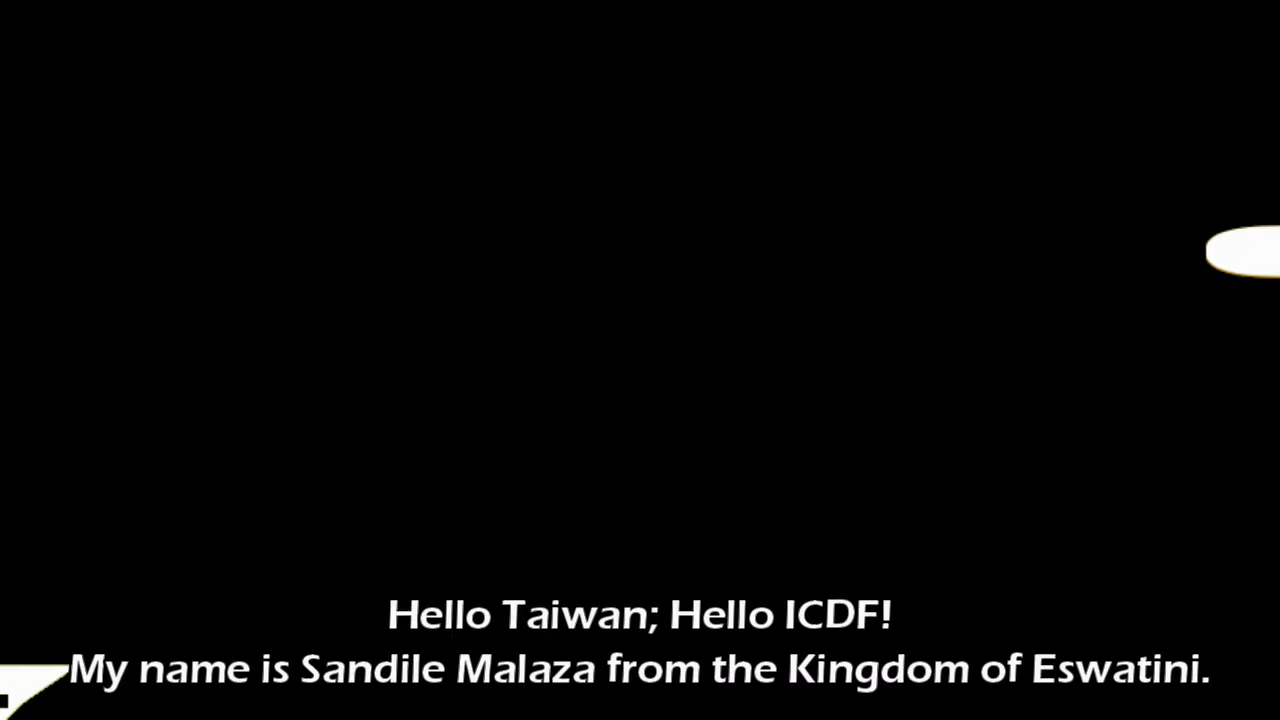 Hello Taiwan; Hello ICDF!
My name is Sandile Malaza from the Kingdom of Eswatini.